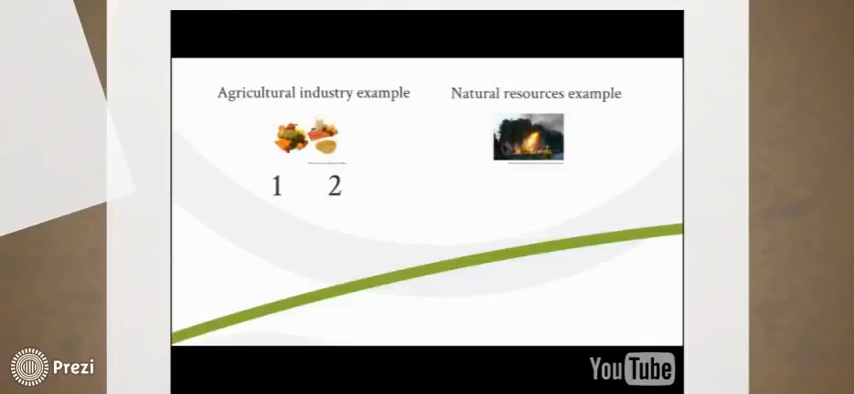 Agricultural industry example
Natural resources example
1 2
Prezi
YouTube